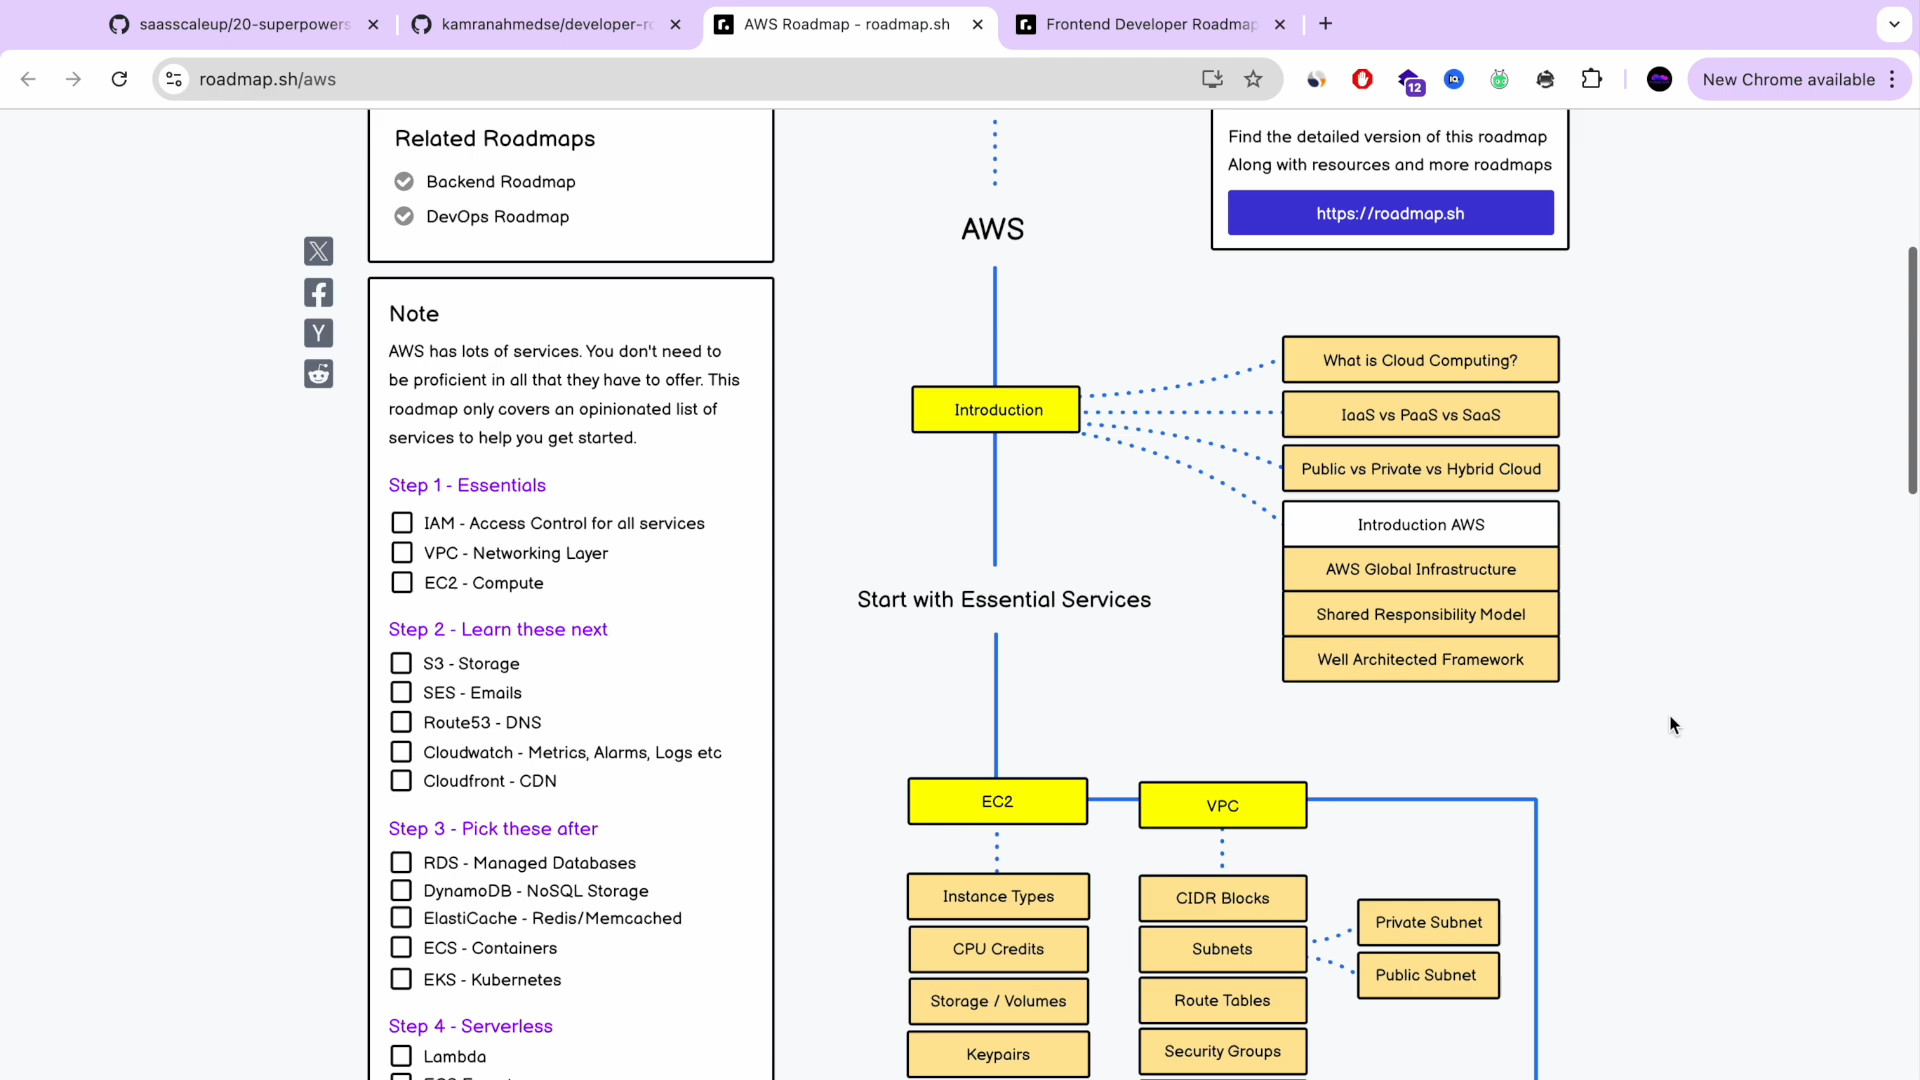 saasscaleup/20-superpowers
kamranahmedse/developer-ro
AWS Roadmap - roadmap.sh
Frontend Developer Roadmap
roadmap.sh/aws
12
New Chrome available
Related Roadmaps
Backend Roadmap
DevOps Roadmap
Note
AWS has lots of services. You don't need to
be proficient in all that they have to offer. This
roadmap only covers an opinionated list of
services to help you get started.
Step 1 - Essentials
IAM - Access Control for all services
VPC - Networking Layer
EC2 - Compute
Step 2 - Learn these next
S3 - Storage
SES - Emails
Route53 - DNS
Cloudwatch - Metrics, Alarms, Logs etc
Cloudfront - CDN
Step 3 - Pick these after
RDS - Managed Databases
DynamoDB - NoSQL Storage
ElastiCache - Redis/Memcached
ECS - Containers
EKS - Kubernetes
Step 4 - Serverless
Lambda
Find the detailed version of this roadmap
Along with resources and more roadmaps
https://roadmap.sh
AWS
Introduction
What is Cloud Computing?
IaaS vs PaaS vs SaaS
Public vs Private vs Hybrid Cloud
Introduction AWS
AWS Global Infrastructure
Shared Responsibility Model
Well Architected Framework
Start with Essential Services
EC2
VPC
Instance Types
CPU Credits
Storage / Volumes
Keypairs
CIDR Blocks
Subnets
Route Tables
Security Groups
Private Subnet
Public Subnet